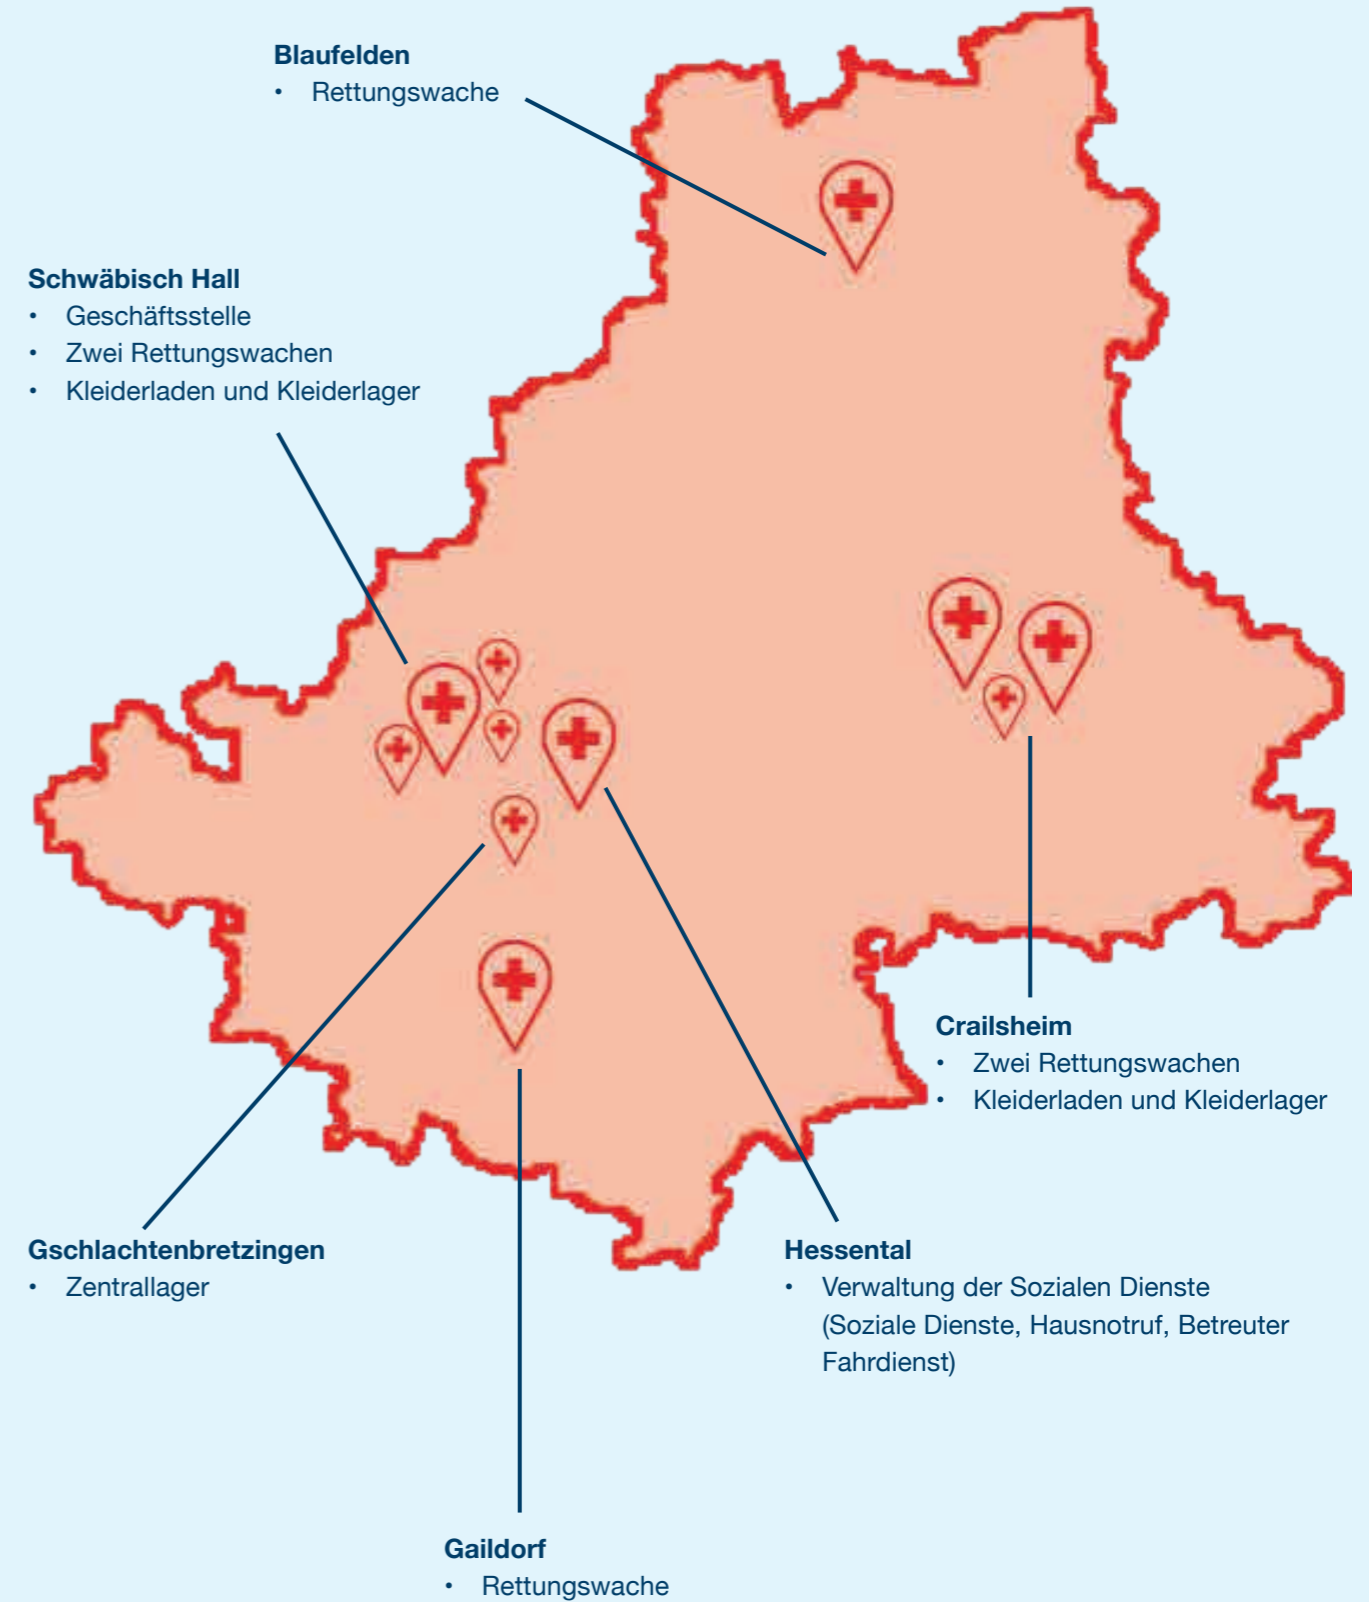 Blaufelden
• Rettungswache
Schwäbisch Hall
• Geschäftsstelle
• Zwei Rettungswachen
• Kleiderladen und Kleiderlager
Crailsheim
• Zwei Rettungswachen
• Kleiderladen und Kleiderlager
Gschlachtenbretzingen
• Zentrallager
Hessental
• Verwaltung der Sozialen Dienste
(Soziale Dienste, Hausnotruf, Betreuter
Fahrdienst)
Gaildorf
• Rettungswache